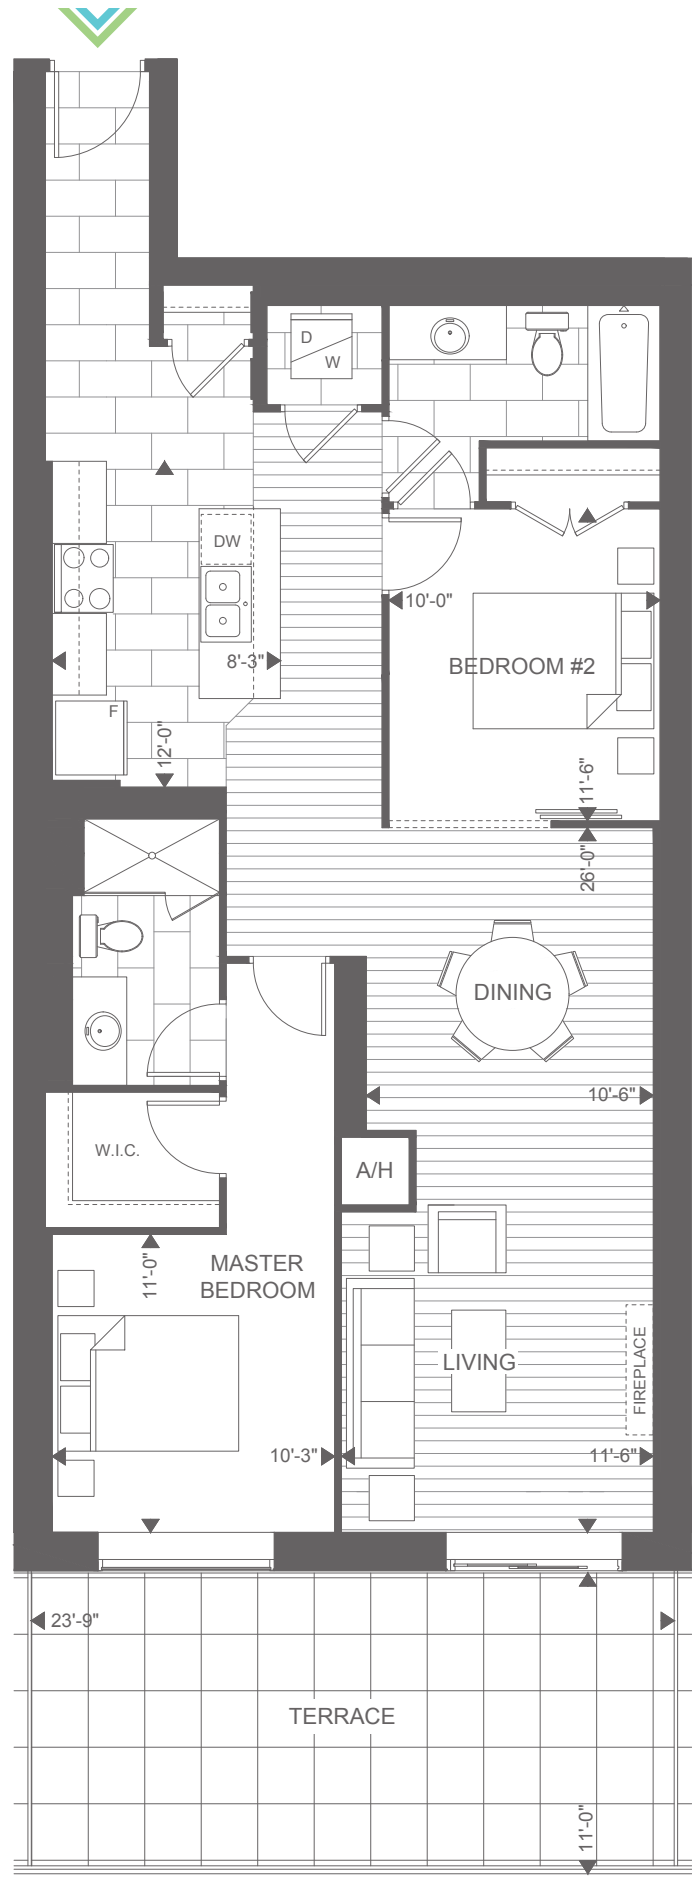 D
W
DW
10'-0"
8'-3"
BEDROOM #2
F
12'-0"
11'-6"
26'-0"
DINING
10'-6"
W.I.C.
A/H
11'-0"
MASTER
BEDROOM
LIVING
FIREPLACE
10'-3"
11'-6"
23'-9"
TERRACE
11'-0"